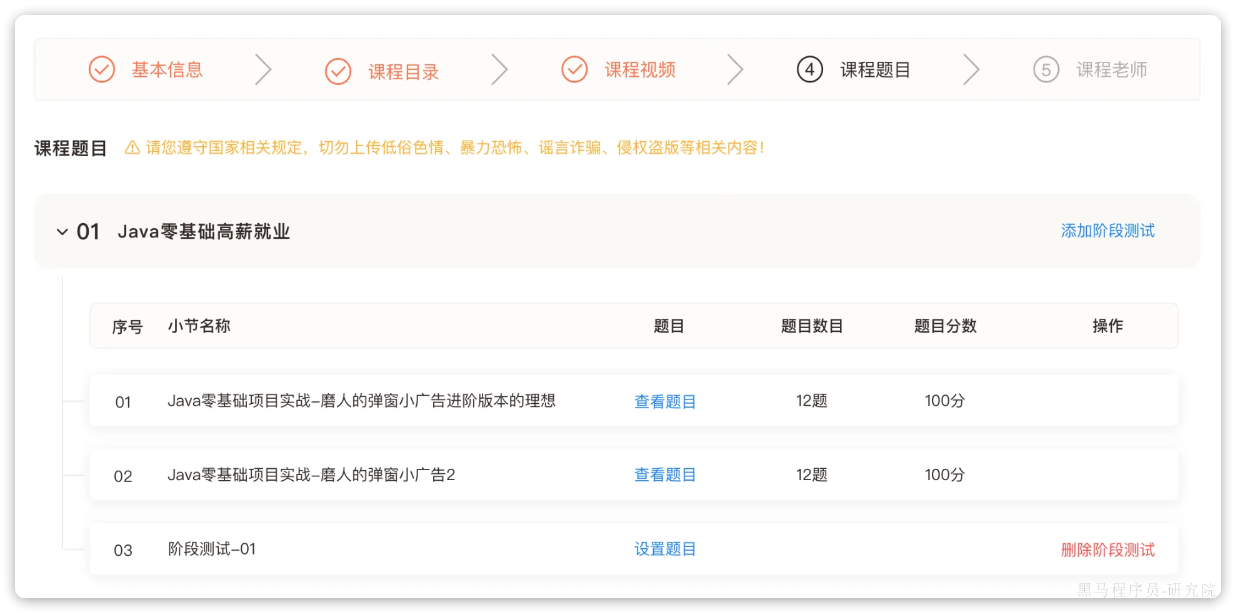 基本信息 课程目录 课程视频 4 课程题目 5 课程老师
课程题目 请您遵守国家相关规定，切勿上传低俗色情、暴力恐怖、谣言诈骗、侵权盗版等相关内容！
01 Java零基础高薪就业 添加阶段测试
序号 小节名称 题目 题目数目 题目分数 操作
01 Java零基础项目实战–磨人的弹窗小广告进阶版本的理想 查看题目 12题 100分
02 Java零基础项目实战–磨人的弹窗小广告2 查看题目 12题 100分
03 阶段测试–01 设置题目 删除阶段测试
黑马程序员-研究院